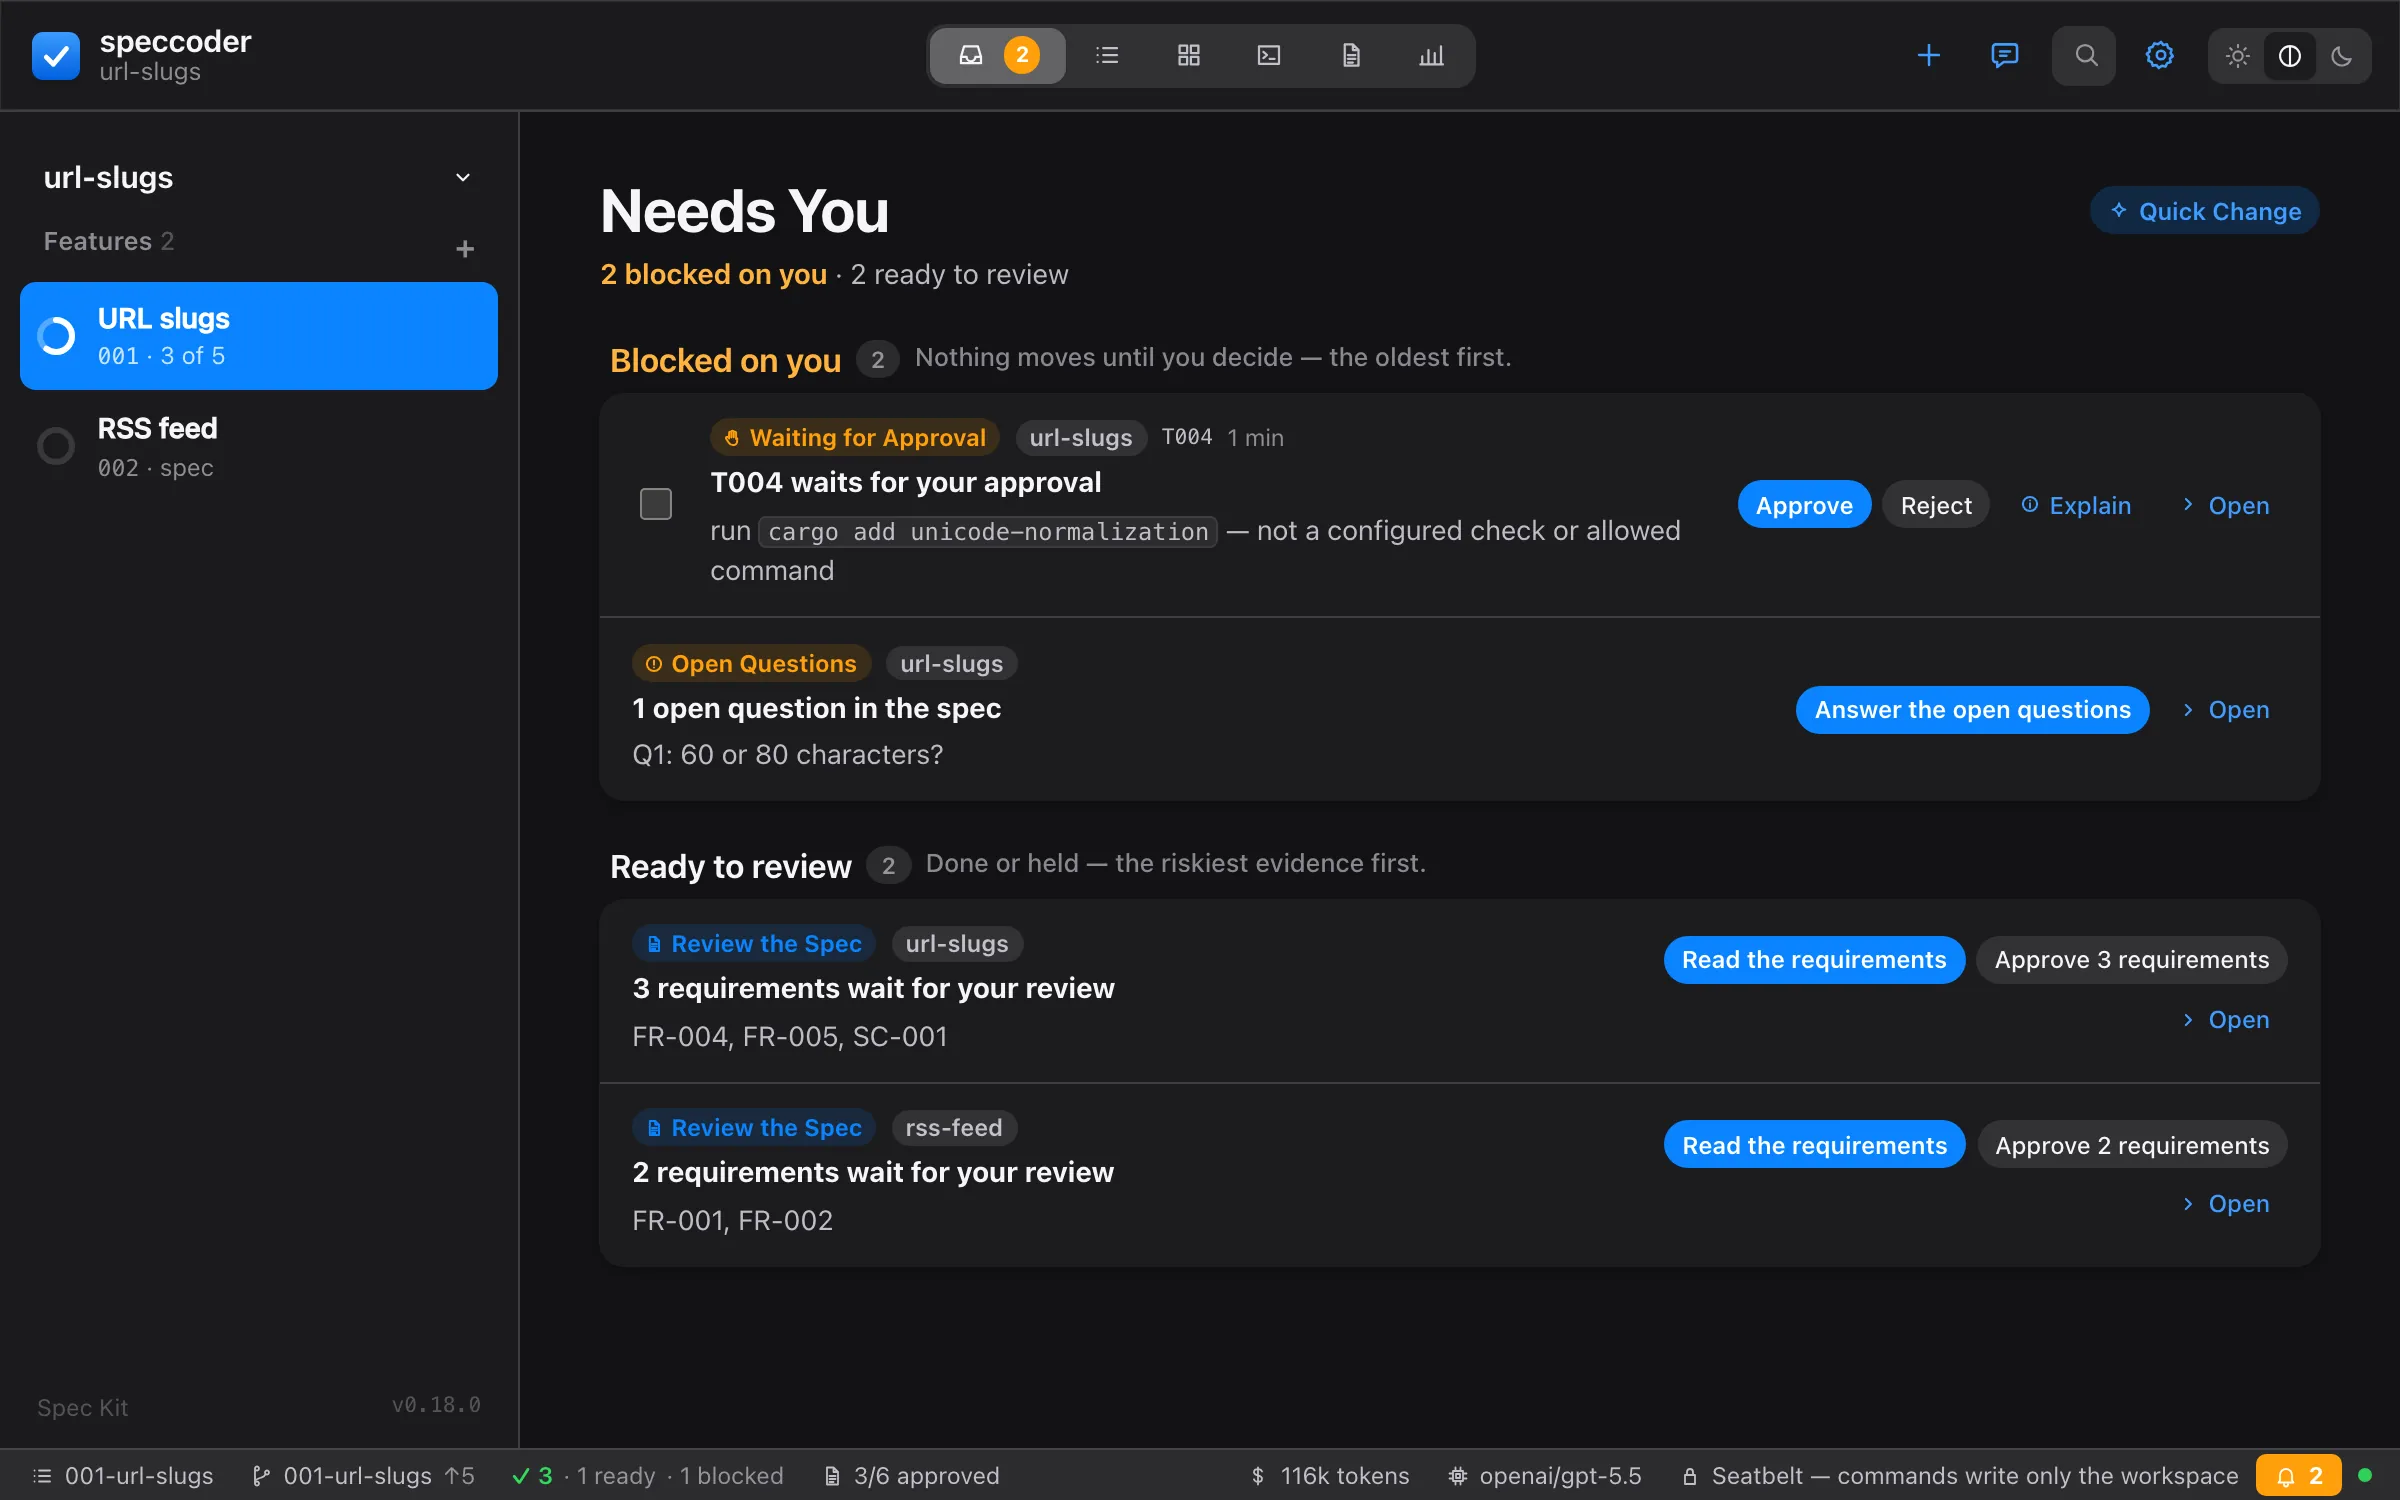 speccoder
url-slugs
2
url-slugs
Features 2
URL slugs
001 · 3 of 5
RSS feed
002 · spec
Spec Kit
v0.18.0
Needs You
Quick Change
2 blocked on you · 2 ready to review
Blocked on you 2 Nothing moves until you decide — the oldest first.
Waiting for Approval url-slugs T004 1 min
T004 waits for your approval
run cargo add unicode-normalization — not a configured check or allowed
command
Approve Reject Explain Open
Open Questions url-slugs
1 open question in the spec
Q1: 60 or 80 characters?
Answer the open questions Open
Ready to review 2 Done or held — the riskiest evidence first.
Review the Spec url-slugs
3 requirements wait for your review
FR-004, FR-005, SC-001
Read the requirements Approve 3 requirements
Open
Review the Spec rss-feed
2 requirements wait for your review
FR-001, FR-002
Read the requirements Approve 2 requirements
Open
001-url-slugs 001-url-slugs ↑5 ✓ 3 · 1 ready · 1 blocked 3/6 approved $ 116k tokens openai/gpt-5.5 Seatbelt — commands write only the workspace 2